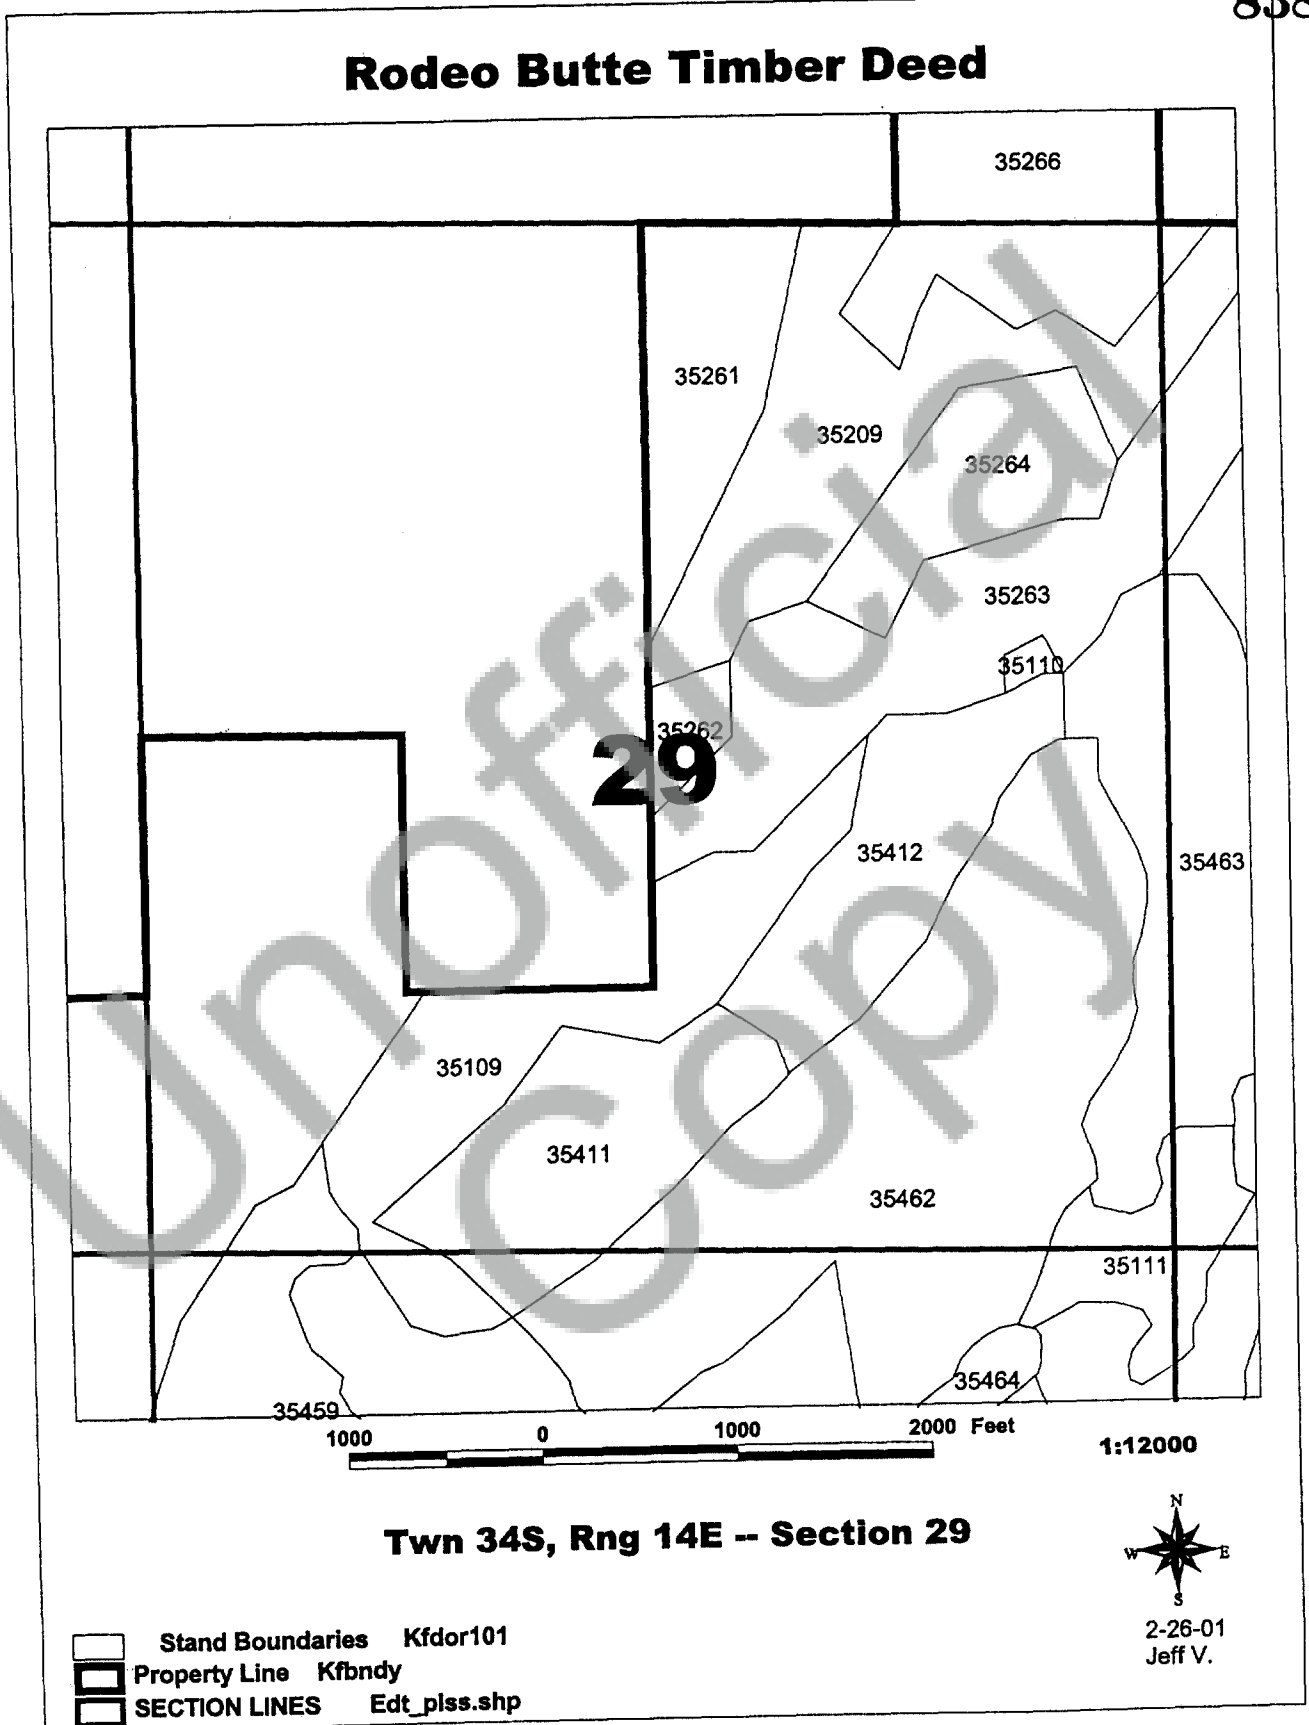 Rodeo Butte Timber Deed
35266
35261
35209
35264
35263
35110
35262
29
35412
35463
35109
35411
35462
35111
35464
35459
1000 0 1000 2000 Feet
1:12000
Twn 34S, Rng 14E -- Section 29
N
W E
S
2-26-01
Jeff V.
Stand Boundaries Kfdor101
Property Line Kfbndy
SECTION LINES Edt_plss.shp
Unofficial
Copy